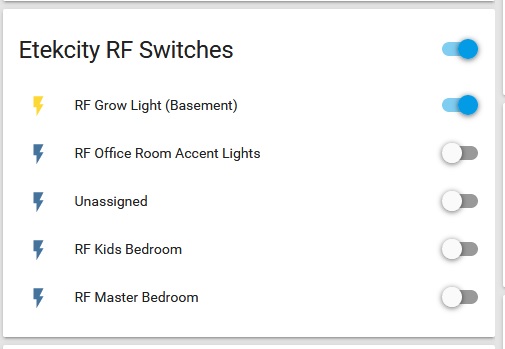 Etekcity RF Switches
RF Grow Light (Basement)
RF Office Room Accent Lights
Unassigned
RF Kids Bedroom
RF Master Bedroom